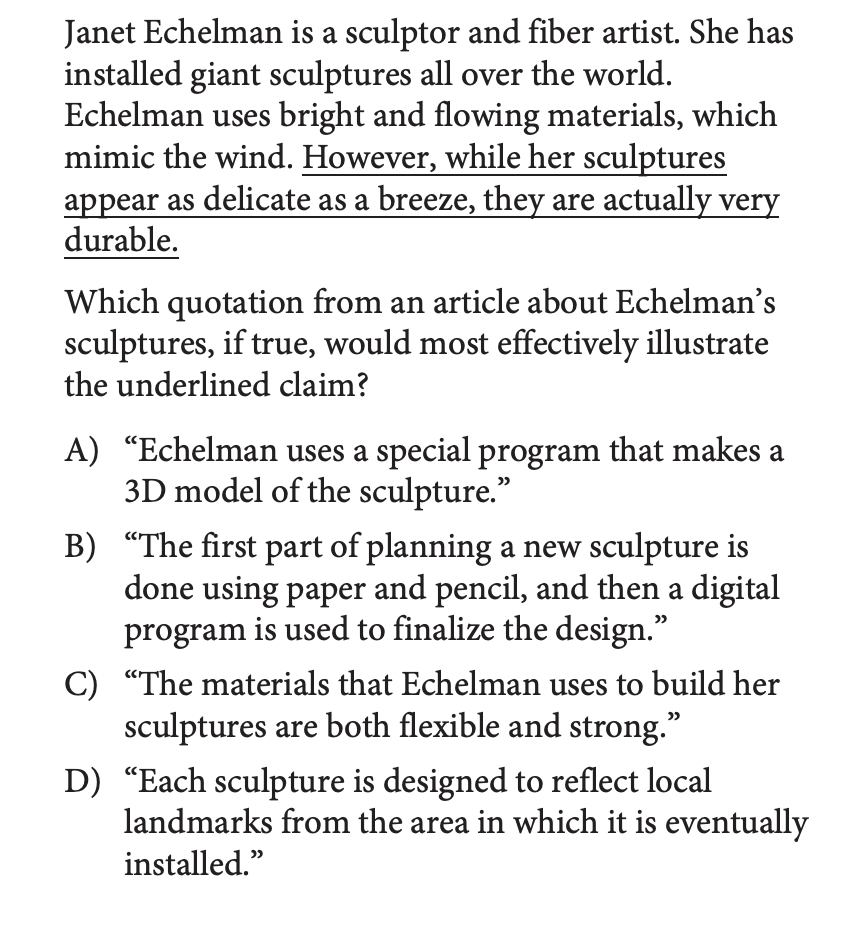 Janet Echelman is a sculptor and fiber artist. She has
installed giant sculptures all over the world.
Echelman uses bright and flowing materials, which
mimic the wind. However, while her sculptures
appear as delicate as a breeze, they are actually very
durable.
Which quotation from an article about Echelman’s
sculptures, if true, would most effectively illustrate
the underlined claim?
A) “Echelman uses a special program that makes a
3D model of the sculpture.”
B) “The first part of planning a new sculpture is
done using paper and pencil, and then a digital
program is used to finalize the design.”
C) “The materials that Echelman uses to build her
sculptures are both flexible and strong.”
D) “Each sculpture is designed to reflect local
landmarks from the area in which it is eventually
installed.”